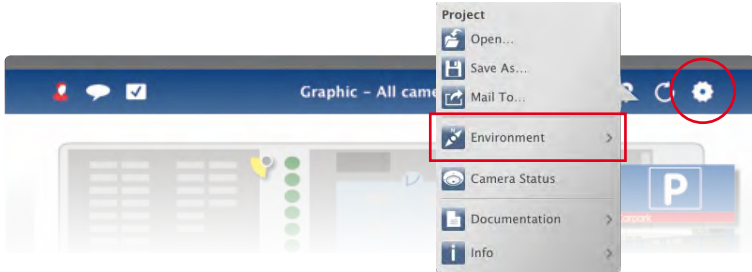 Project
Open...
Save As...
Graphic – All came
Mail To...
Environment
Camera Status
P
Documentation
carpark
Info